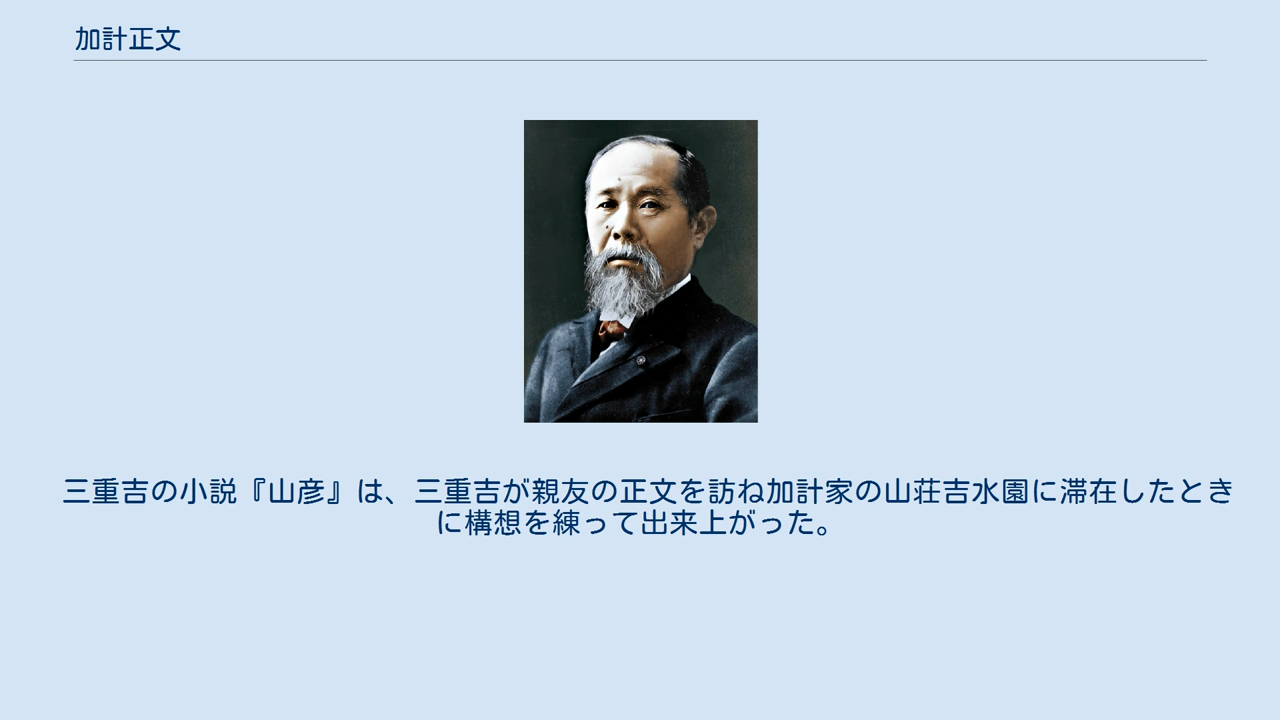 加計正文
三重吉の小説『山彦』は、三重吉が親友の正文を訪ね加計家の山荘吉水園に滞在したとき
に構想を練って出来上がった。